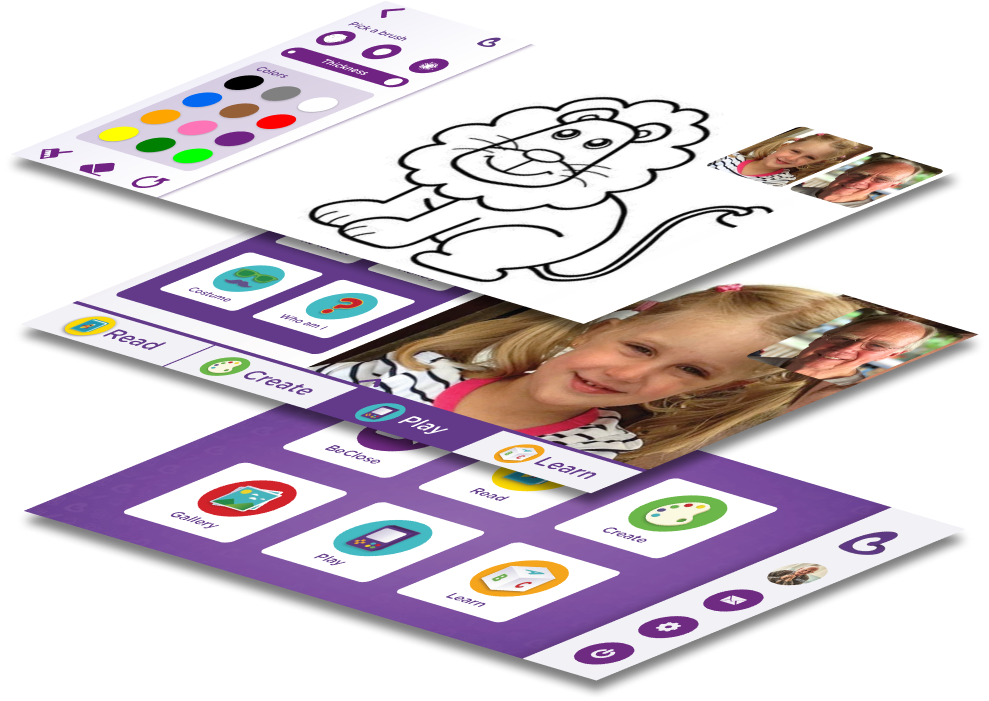 Pick a brush
Thickness
Colors
Costume
Who am I
Read
Create
Play
Learn
BeClose
Read
Create
Gallery
Play
Learn